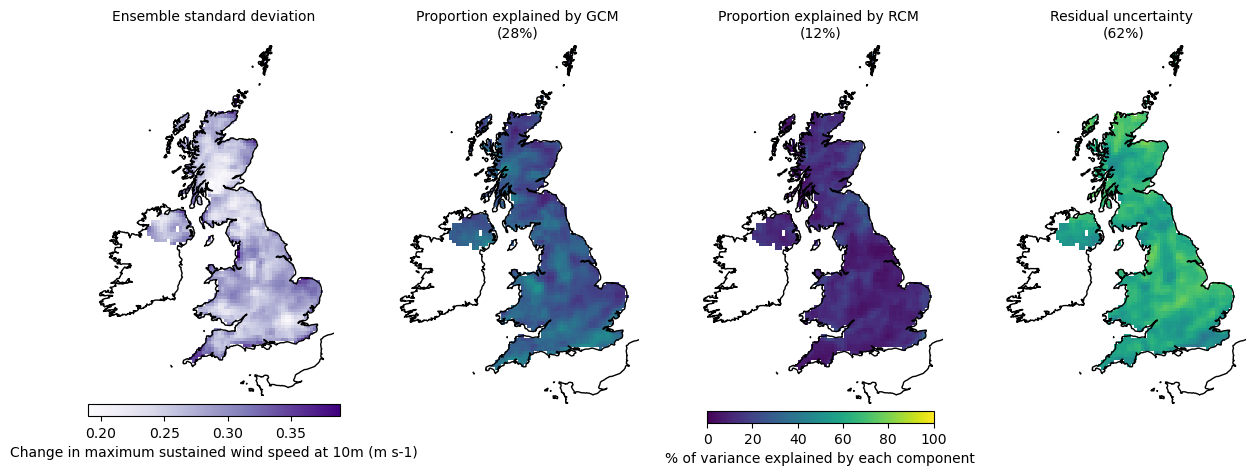 Ensemble standard deviation
Proportion explained by GCM
(28%)
Proportion explained by RCM
(12%)
Residual uncertainty
(62%)
0.20 0.25 0.30 0.35
Change in maximum sustained wind speed at 10m (m s-1)
0 20 40 60 80 100
% of variance explained by each component